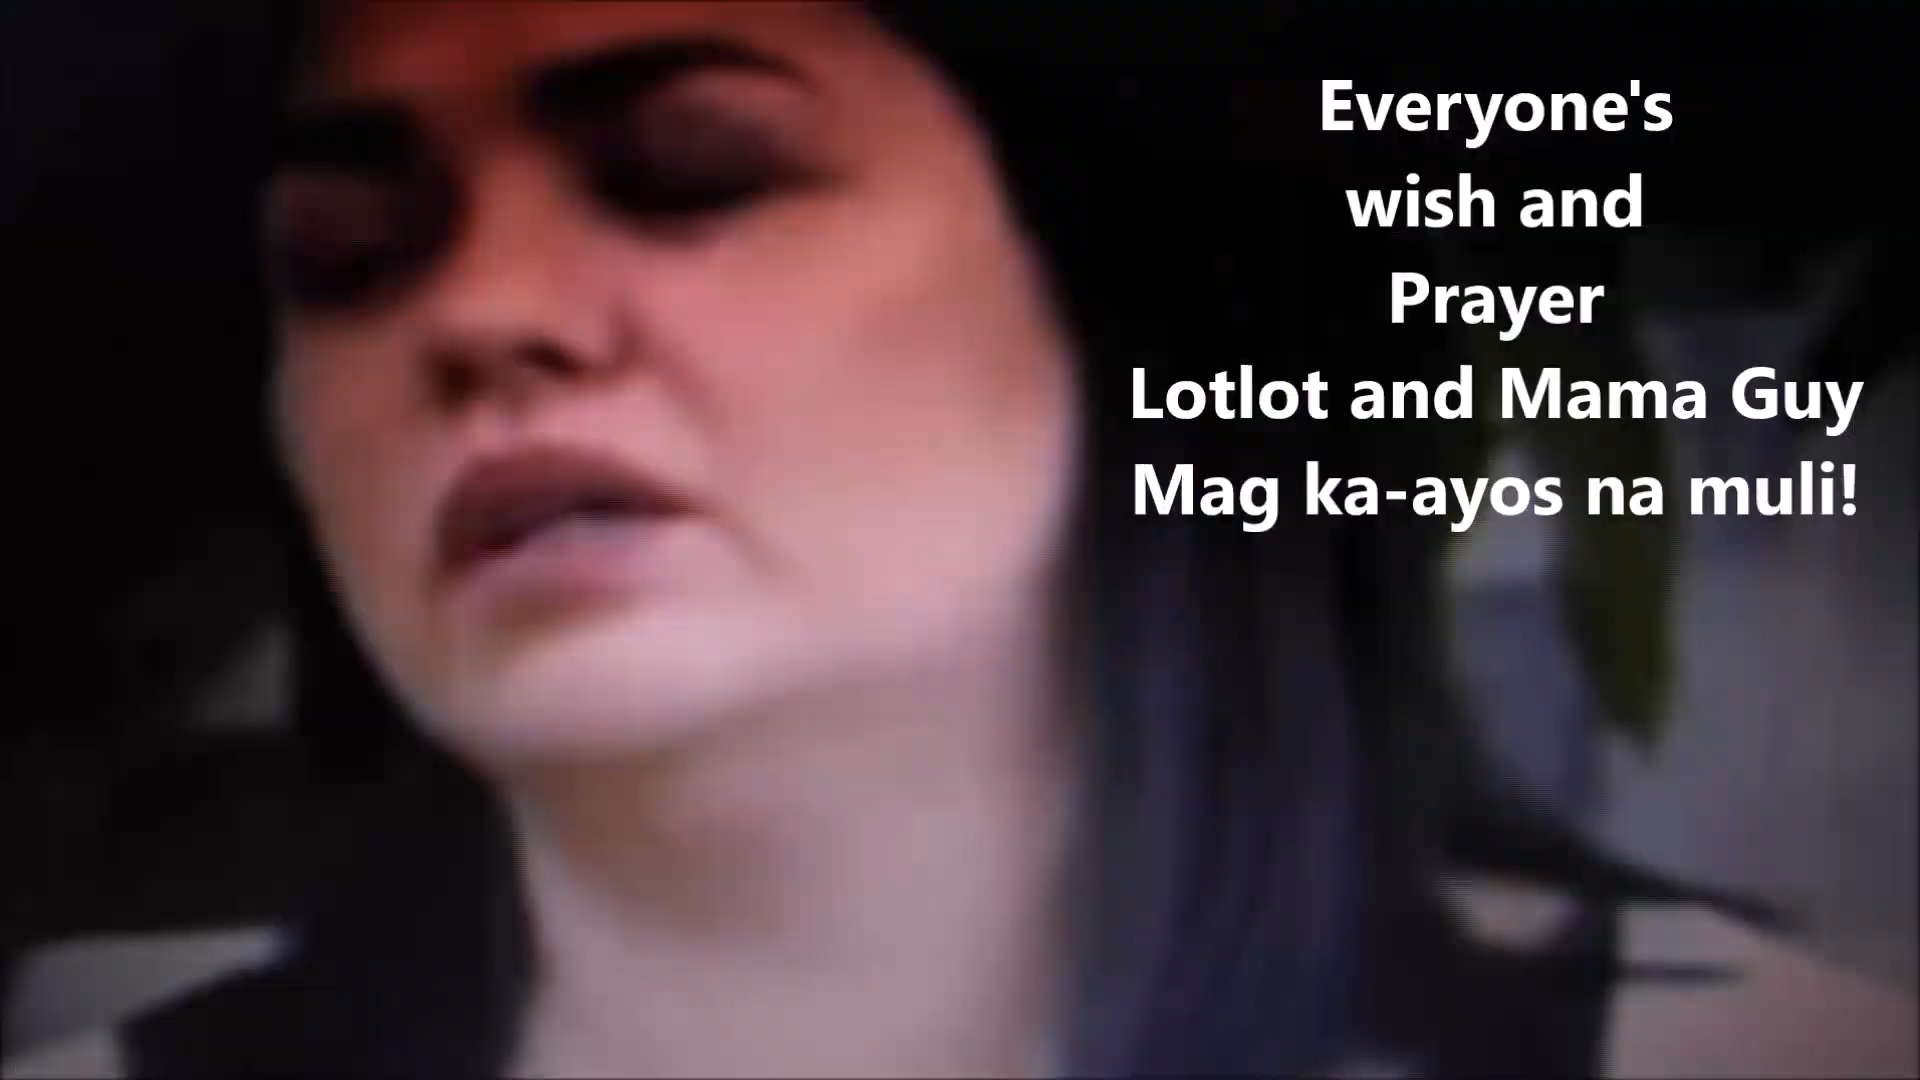 Everyone's
wish and
Prayer
Lotlot and Mama Guy
Mag ka-ayos na muli!